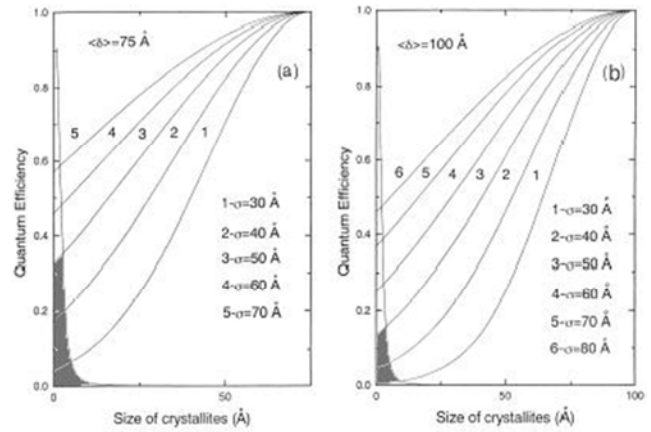 <δ>=75 Å
(a)
1.0
0.8
0.6
0.4
0.2
0.0
Quantum Efficiency
5 4 3 2 1
1-σ=30 Å
2-σ=40 Å
3-σ=50 Å
4-σ=60 Å
5-σ=70 Å
0 50
Size of crystallites (Å)
<δ>=100 Å
(b)
1.0
0.8
0.6
0.4
0.2
0.0
Quantum Efficiency
6 5 4 3 2 1
1-σ=30 Å
2-σ=40 Å
3-σ=50 Å
4-σ=60 Å
5-σ=70 Å
6-σ=80 Å
0 25 50 75 100
Size of crystallites (Å)